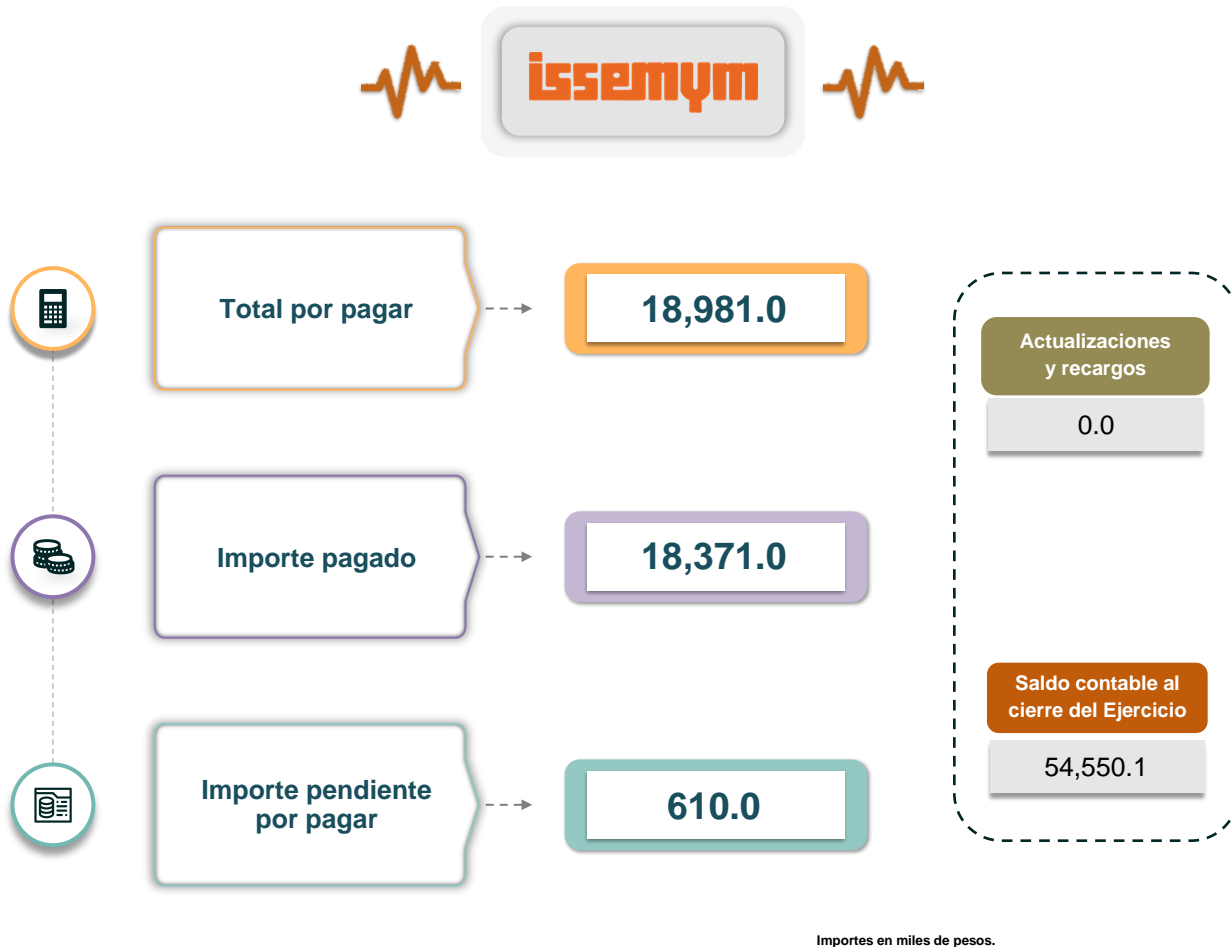 issemym
Total por pagar
18,981.0
Actualizaciones
y recargos
0.0
Importe pagado
18,371.0
Saldo contable al
cierre del Ejercicio
54,550.1
Importe pendiente
por pagar
610.0
Importes en miles de pesos.